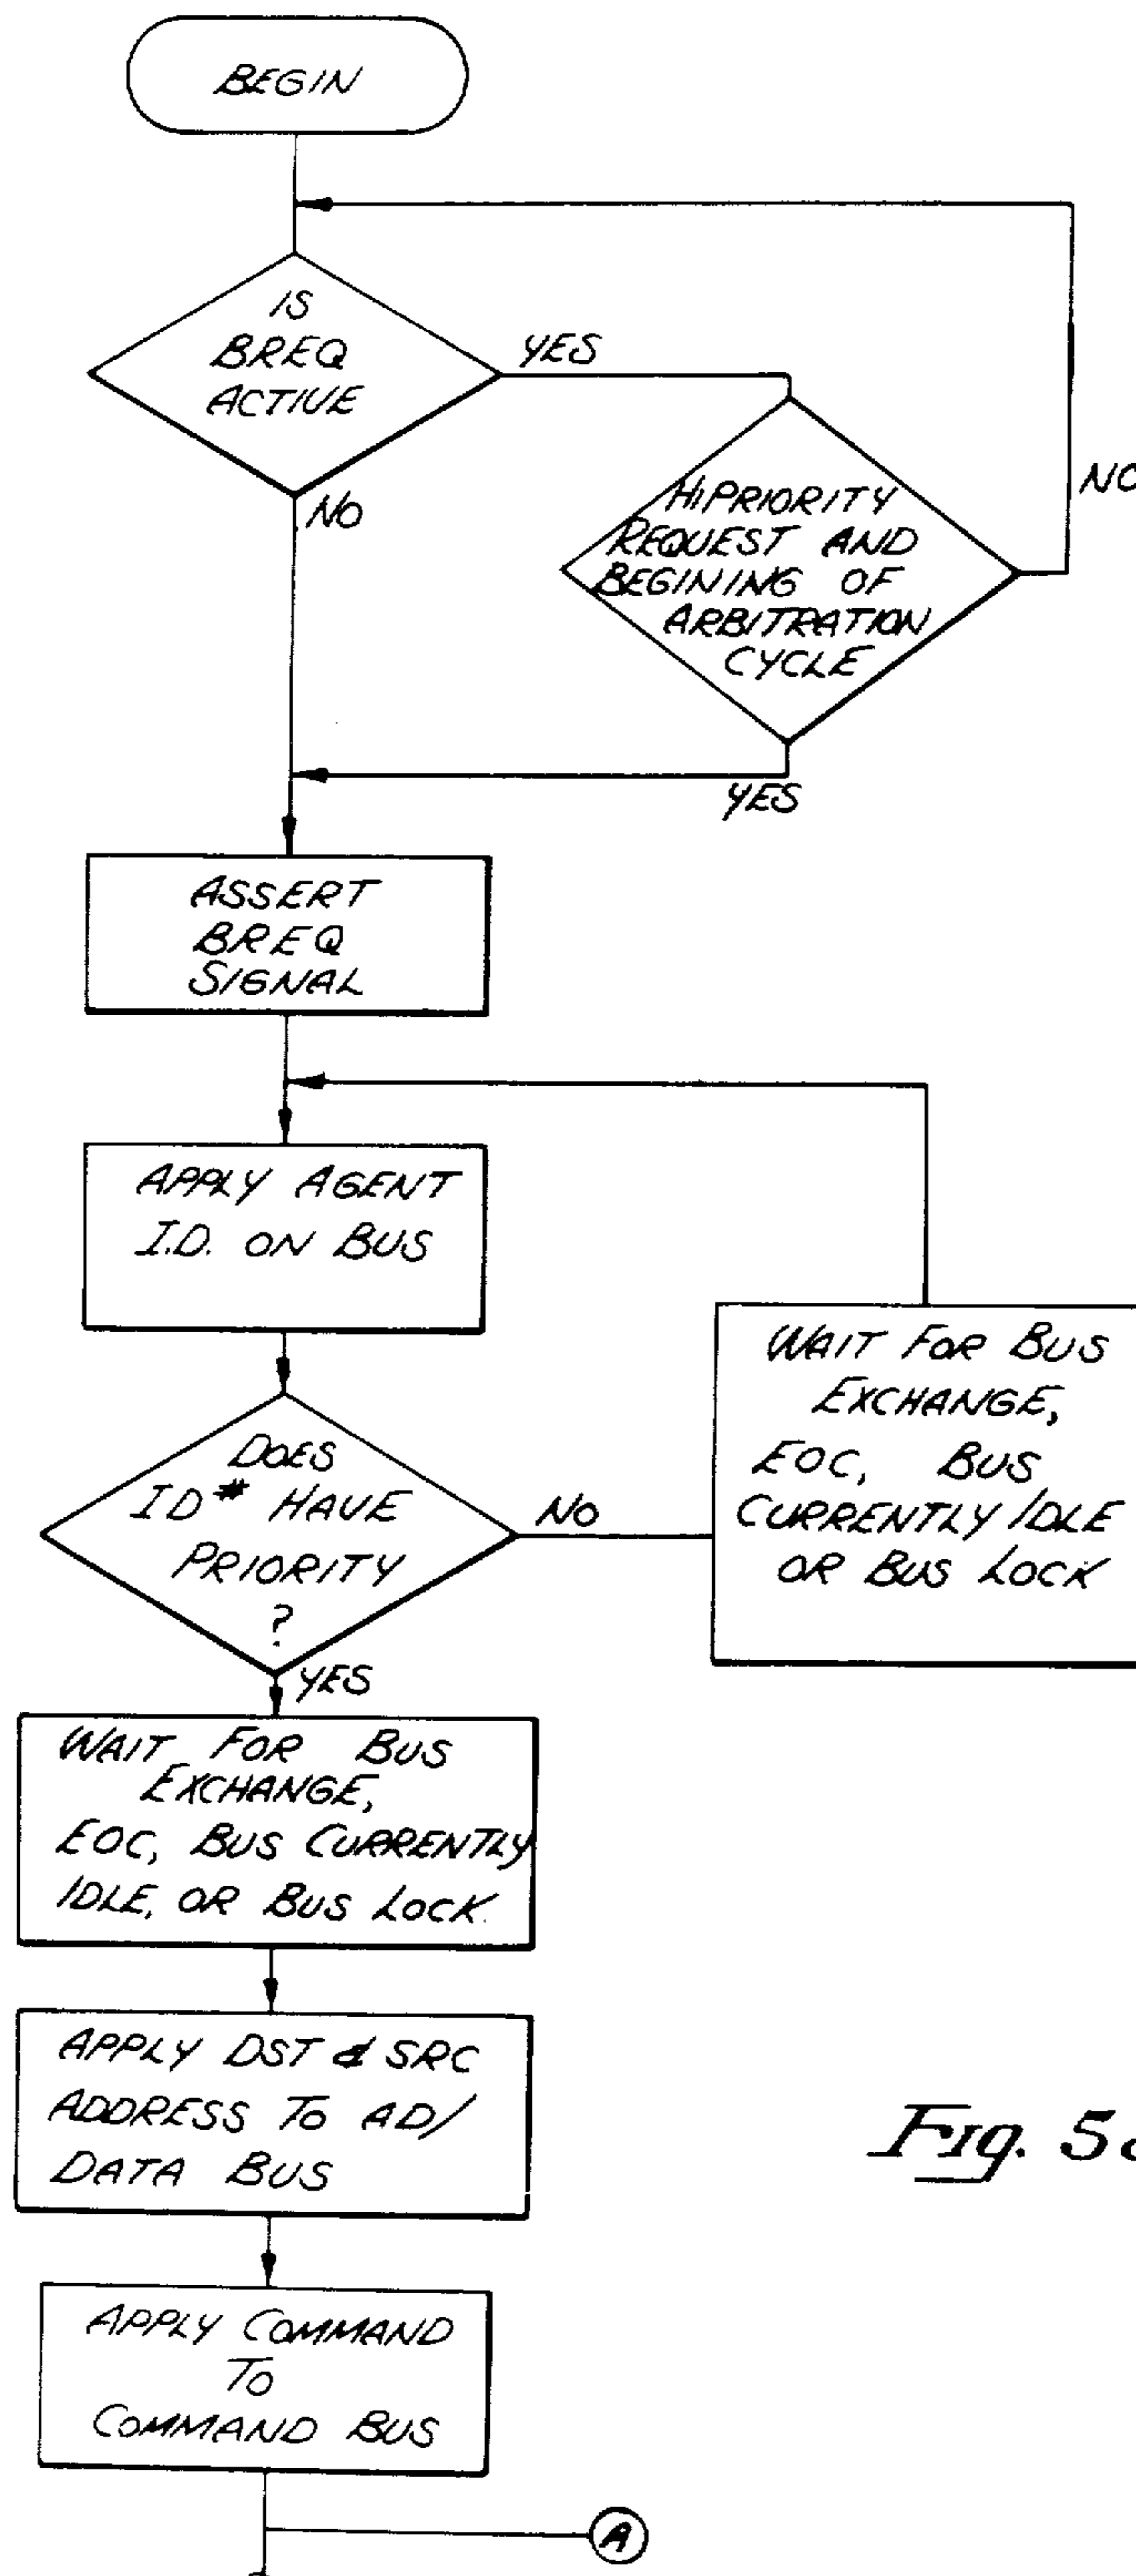 BEGIN
IS
BREQ
ACTIVE
YES
NO
HIPRIORITY
REQUEST AND
BEGINING OF
ARBITRATION
CYCLE
NO
YES
ASSERT
BREQ
SIGNAL
APPLY AGENT
I.D. ON BUS
DOES
ID# HAVE
PRIORITY
?
NO
YES
WAIT FOR BUS
EXCHANGE,
EOC, BUS
CURRENTLY IDLE
OR BUS LOCK
WAIT FOR BUS
EXCHANGE,
EOC, BUS CURRENTLY
IDLE, OR BUS LOCK.
APPLY DST & SRC
ADDRESS TO AD/
DATA BUS
Fig. 5
APPLY COMMAND
TO
COMMAND BUS
A